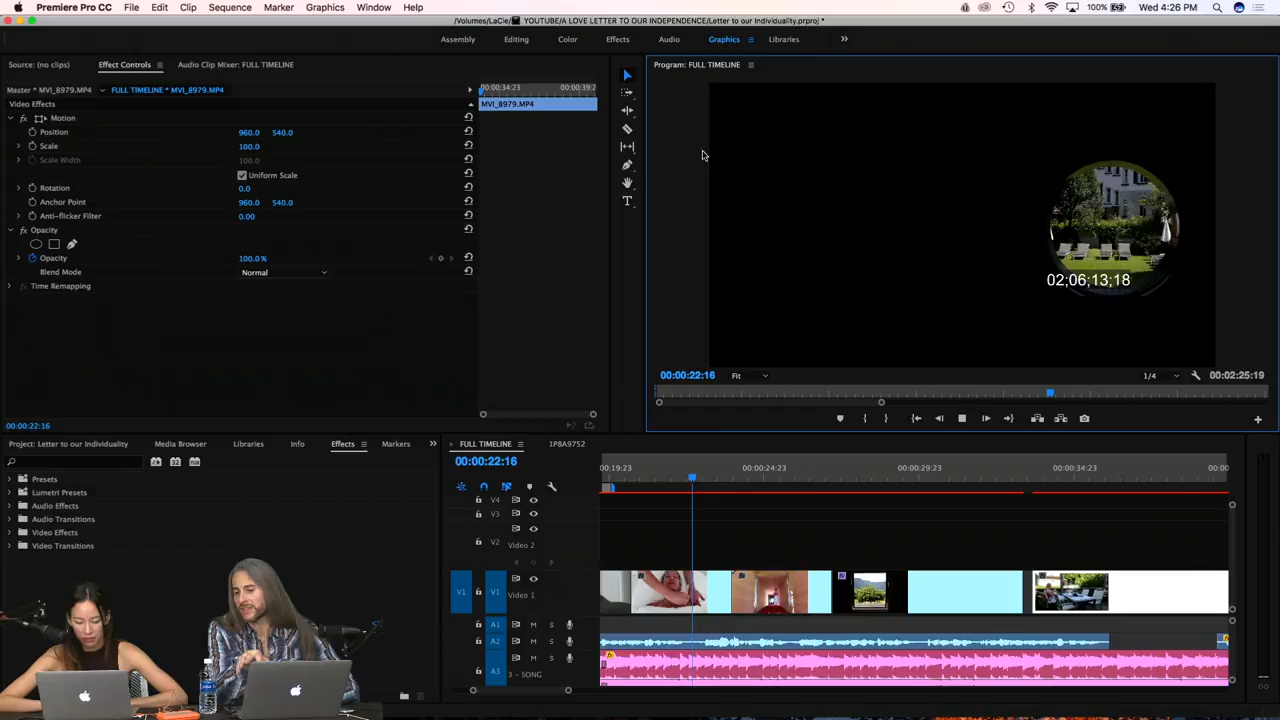 Premiere Pro CC File Edit Clip Sequence Marker Graphics Window Help 100% Wed 4:26 PM
/Volumes/LaCie/ YOUTUBE/A LOVE LETTER TO OUR INDEPENDENCE/Letter to our Individuality.prproj *
Assembly Editing Color Effects Audio Graphics Libraries
Source: (no clips) Effect Controls Audio Clip Mixer: FULL TIMELINE Program: FULL TIMELINE
Master * MVI_8979.MP4 FULL TIMELINE * MVI_8979.MP4 00:00:34:23 00:00:39:2
Video Effects MVI_8979.MP4
fx Motion
Position 960.0 540.0
Scale 100.0
Scale Width 100.0
Uniform Scale
Rotation 0.0
Anchor Point 960.0 540.0
Anti-flicker Filter 0.00
fx Opacity
Opacity 100.0 %
Blend Mode Normal
fx Time Remapping
02;06;13;18
00:00:22:16 Fit 1/4 00:02:25:19
00:00:22:16
Project: Letter to our Individuality Media Browser Libraries Info Effects Markers FULL TIMELINE 1P8A9752
00:00:22:16 :00:19:23 00:00:24:23 00:00:29:23 00:00:34:23 00:00
Presets
Lumetri Presets
Audio Effects
Audio Transitions
Video Effects
Video Transitions
V4
V3
V2 Video 2
V1 V1 Video 1
A1 M S
A2 M S
A3 M S
3 – SONG